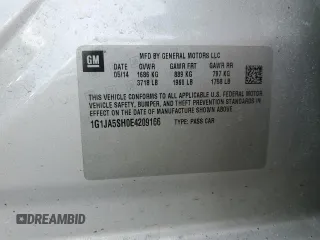 GM
MFD BY GENERAL MOTORS LLC
DATE GVWR GAWR FRT GAWR RR
05/14 1686 KG 889 KG 797 KG
3718 LB 1960 LB 1758 LB
THIS VEHICLE CONFORMS TO ALL APPLICABLE U.S. FEDERAL MOTOR
VEHICLE SAFETY, BUMPER, AND THEFT PREVENTION STANDARDS IN
EFFECT ON THE DATE OF MANUFACTURE SHOWN ABOVE.
1G1JA5SH0E4209166 TYPE: PASS CAR
DREAMBID